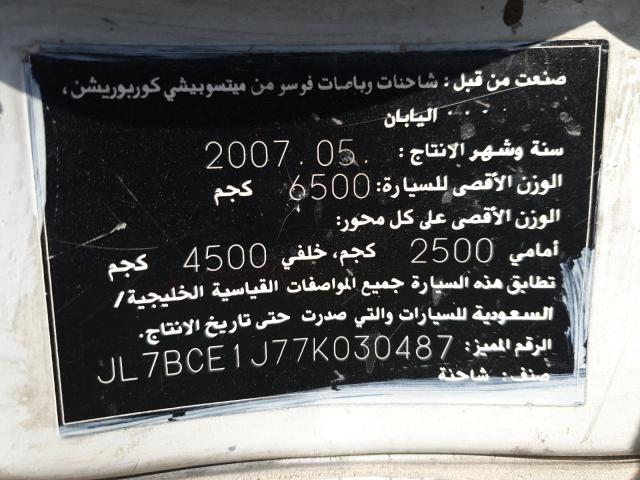 صنعت من قبل: شاحنات وباصات فوسو من ميتسوبيشي كوربوريشن،
اليابان
سنة وشهر الانتاج: 2007.05.
الوزن الأقصى للسيارة: 6500 كجم
الوزن الأقصى على كل محور:
أمامي 2500 كجم، خلفي 4500 كجم
تطابق هذه السيارة جميع المواصفات القياسية الخليجية/
السعودية للسيارات والتي صدرت حتى تاريخ الانتاج.
الرقم المميز: JL7BCE1J77K030487
صنف: شاحنة